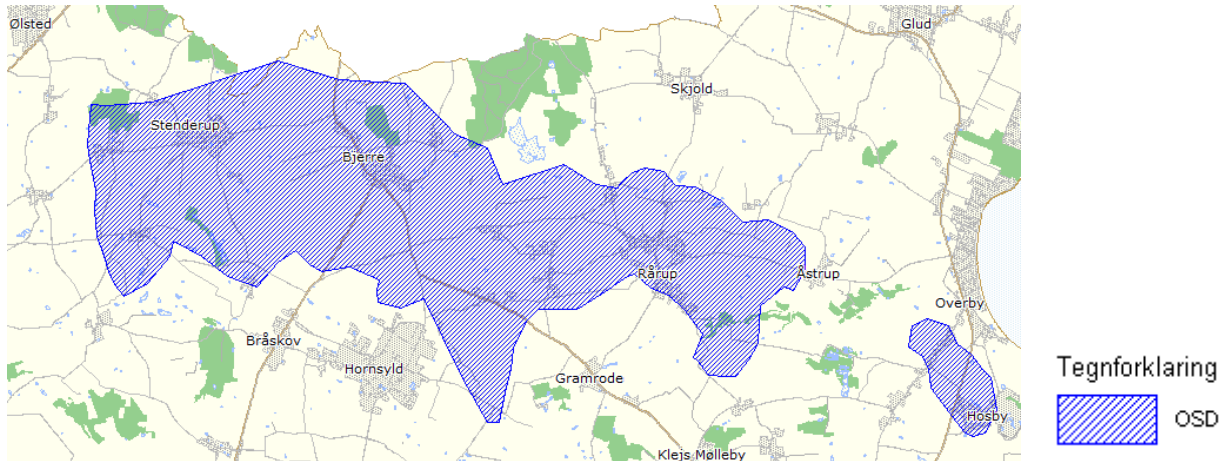 Ølsted
Glud
Skjold
Stenderup
Bjerre
Rårup
Åstrup
Overby
Bråskov
Hornsyld
Gramrode
Hosby
Klejs Mølleby
Tegnforklaring
OSD